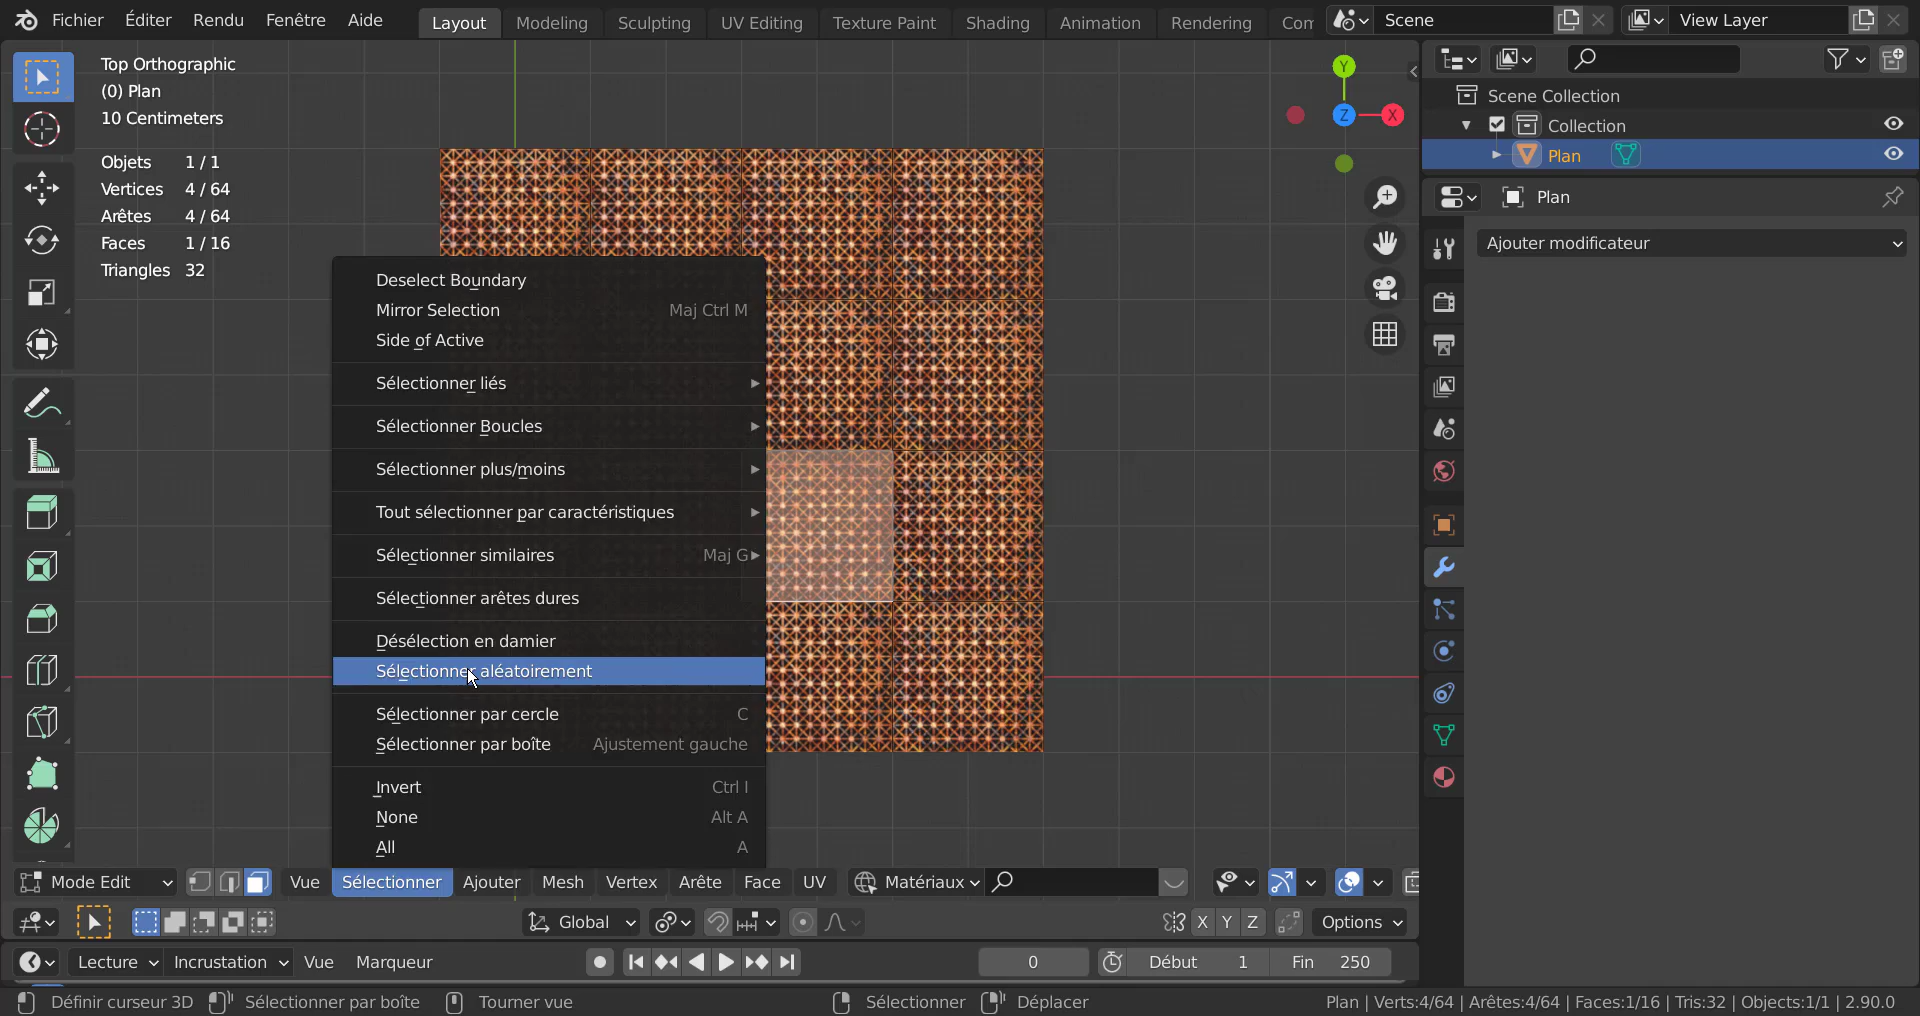 Fichier Éditer Rendu Fenêtre Aide Layout Modeling Sculpting UV Editing Texture Paint Shading Animation Rendering Scene View Layer
Top Orthographic
(0) Plan
10 Centimeters
Objets 1 / 1
Vertices 4 / 64
Arêtes 4 / 64
Faces 1 / 16
Triangles 32
Y
Z X
Scene Collection
Collection
Plan
Plan
Ajouter modificateur
Deselect Boundary
Mirror Selection Maj Ctrl M
Side of Active
Sélectionner liés
Sélectionner Boucles
Sélectionner plus/moins
Tout sélectionner par caractéristiques
Sélectionner similaires Maj G
Sélectionner arêtes dures
Désélection en damier
Sélectionner aléatoirement
Sélectionner par cercle C
Sélectionner par boîte Ajustement gauche
Invert Ctrl I
None Alt A
All A
Mode Edit Vue Sélectionner Ajouter Mesh Vertex Arête Face UV Matériaux
Global X Y Z Options
Lecture Incrustation Vue Marqueur 0 Début 1 Fin 250
Définir curseur 3D Sélectionner par boîte Tourner vue Sélectionner Déplacer Plan | Verts:4/64 | Arêtes:4/64 | Faces:1/16 | Tris:32 | Objects:1/1 | 2.90.0